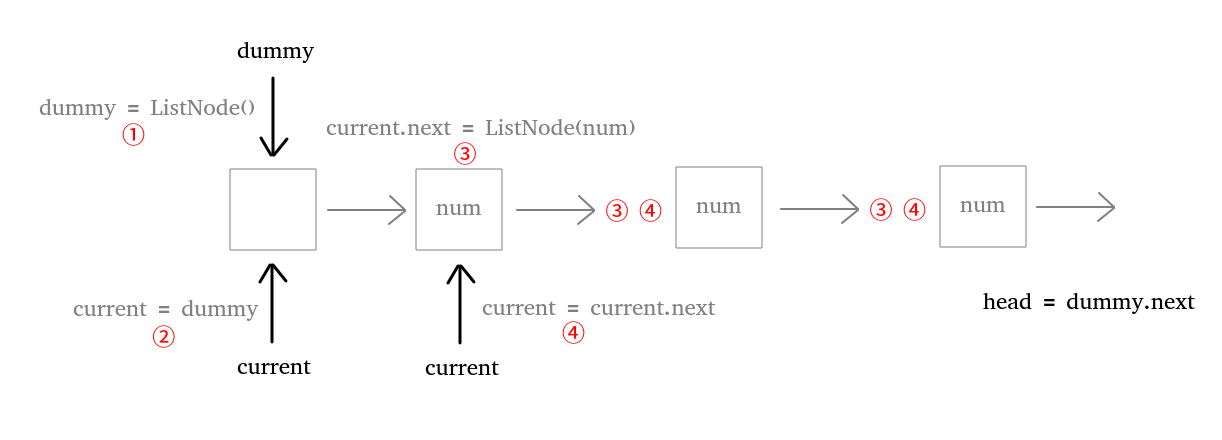 dummy
dummy = ListNode()
①
current.next = ListNode(num)
③
num
③ ④
num
③ ④
num
current = dummy
②
current = current.next
④
head = dummy.next
current
current